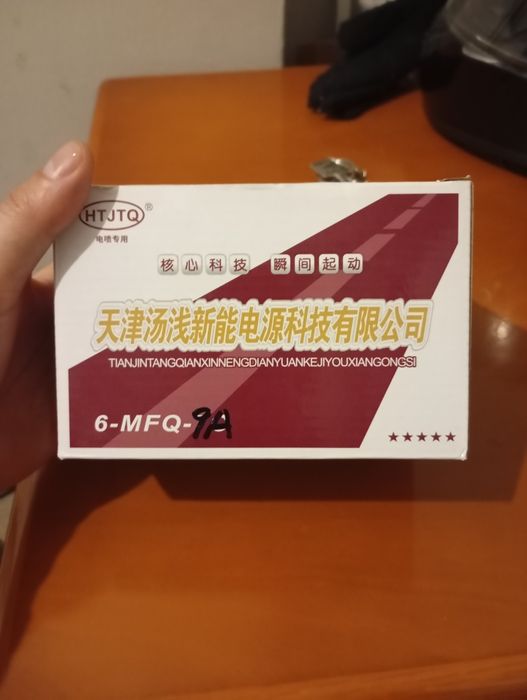 HTJTQ®
电喷专用
核心科技 瞬间起动
天津汤浅新能电源科技有限公司
TIANJINTANGQIANXINNENGDIANYUANKEJIYOUXIANGONGSI
6-MFQ-9A
★★★★★